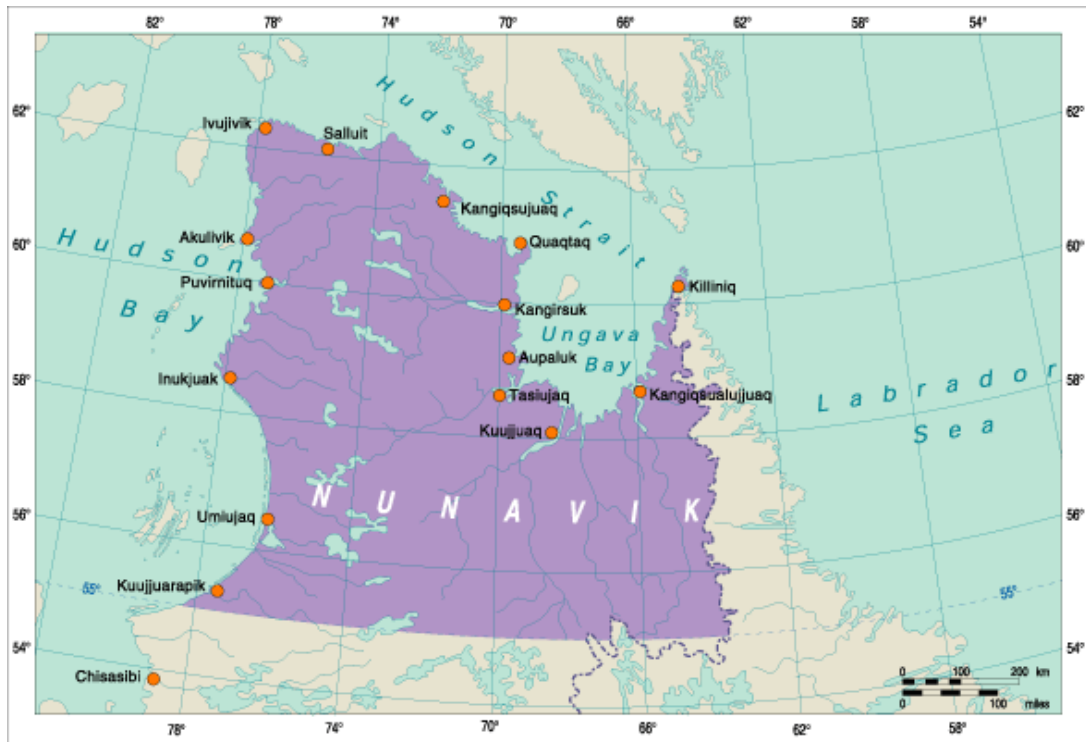 82° 78° 74° 70° 66° 62° 58° 54°
Hudson Strait
62°
62°
Ivujivik
Salluit
Kangiqsujuaq
Akulivik
Quaqtaq
60°
60°
Hudson Bay
Puvirnituq
Killiniq
Kangirsuk
Ungava
Bay
Aupaluk
58°
58°
Inukjuak
Tasiujaq
Kangiqsualujjuaq
Labrador
Sea
Kuujjuaq
NUNAVIK
56°
56°
Umiujaq
Kuujjuarapik
55°
55°
54°
54°
Chisasibi
0 100 200 km
0 100
miles
78° 74° 70° 66° 62° 58°